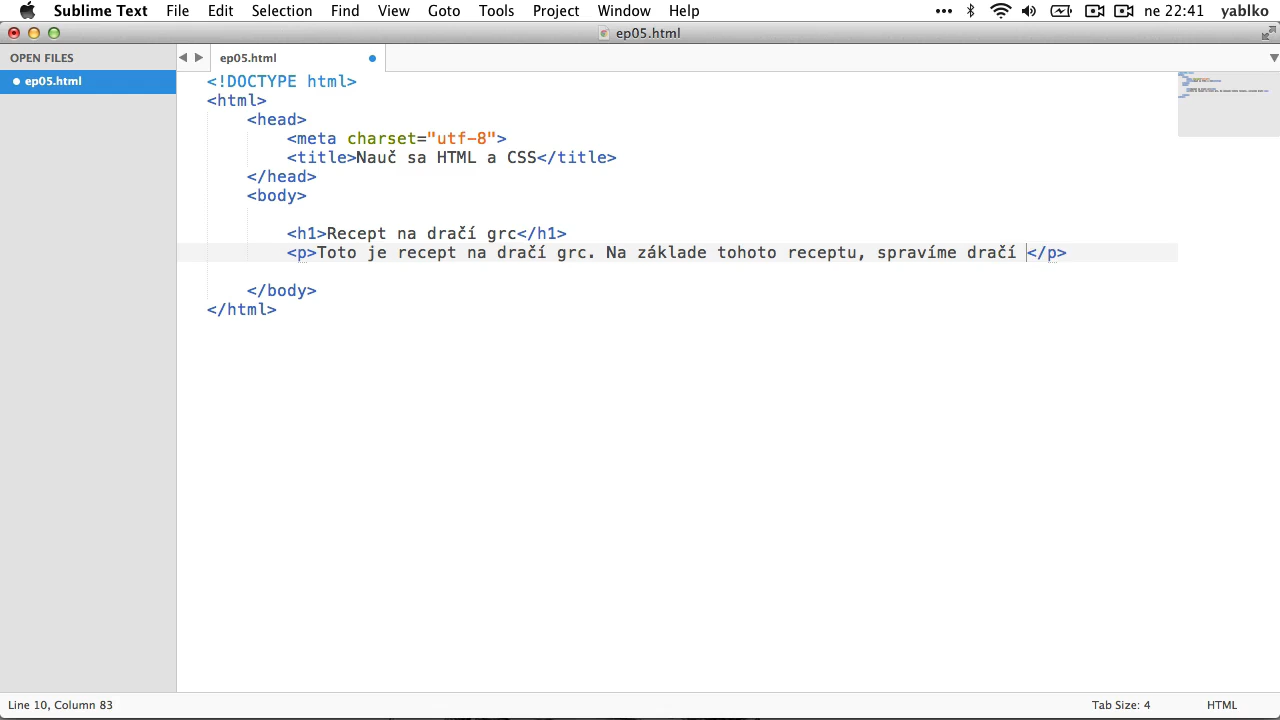 Sublime Text File Edit Selection Find View Goto Tools Project Window Help ne 22:41 yablko
ep05.html
OPEN FILES
ep05.html
ep05.html
<!DOCTYPE html>
<html>
<head>
<meta charset="utf-8">
<title>Nauč sa HTML a CSS</title>
</head>
<body>
<h1>Recept na dračí grc</h1>
<p>Toto je recept na dračí grc. Na základe tohoto receptu, spravíme dračí </p>
</body>
</html>
Line 10, Column 83
Tab Size: 4
HTML